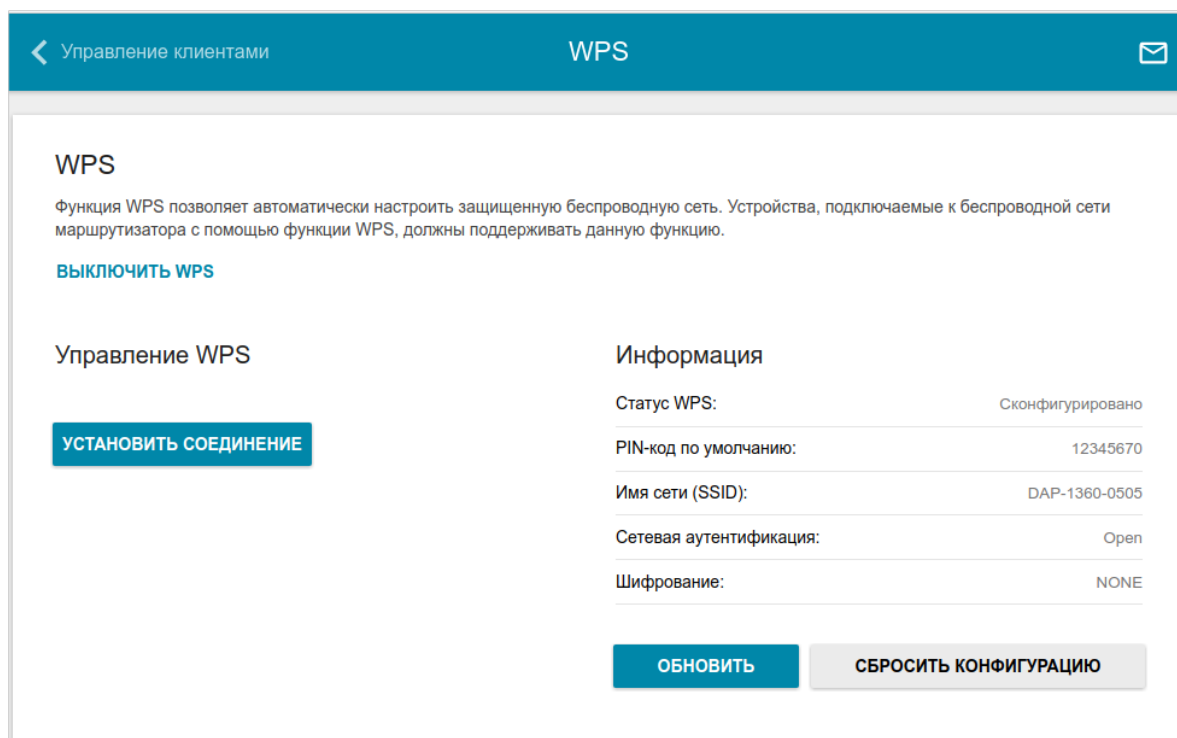 Управление клиентами
WPS
WPS
Функция WPS позволяет автоматически настроить защищенную беспроводную сеть. Устройства, подключаемые к беспроводной сети
маршрутизатора с помощью функции WPS, должны поддерживать данную функцию.
ВЫКЛЮЧИТЬ WPS
Управление WPS
УСТАНОВИТЬ СОЕДИНЕНИЕ
Информация
Статус WPS: Сконфигурировано
PIN-код по умолчанию: 12345670
Имя сети (SSID): DAP-1360-0505
Сетевая аутентификация: Open
Шифрование: NONE
ОБНОВИТЬ СБРОСИТЬ КОНФИГУРАЦИЮ